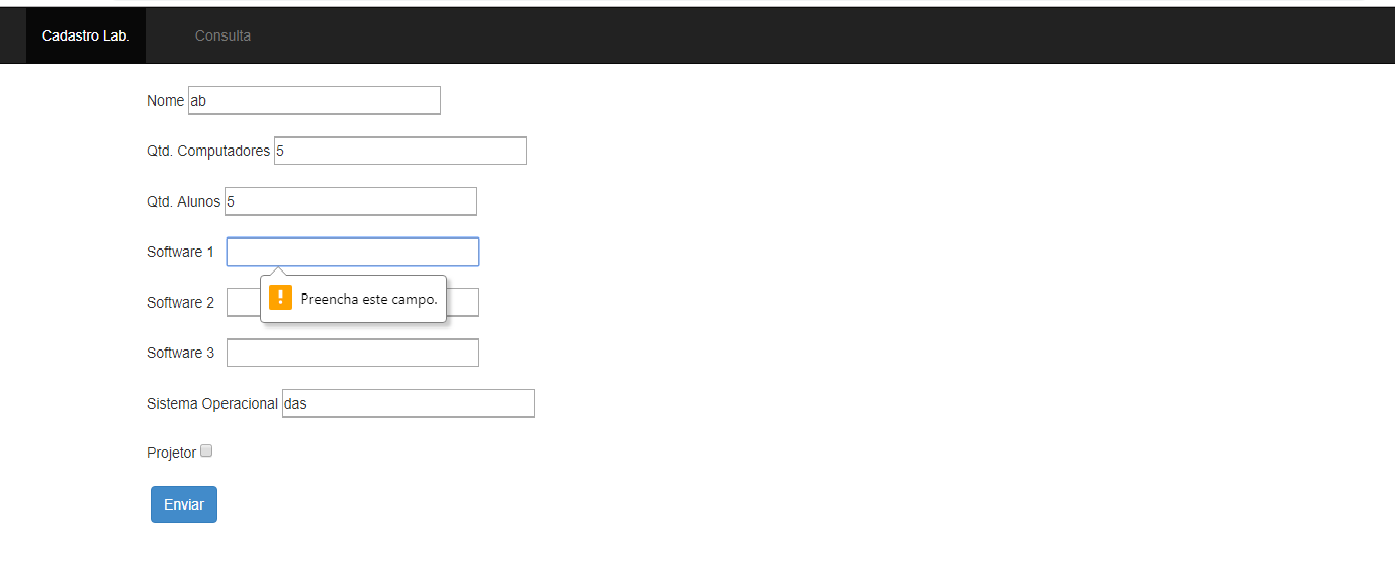 Cadastro Lab. Consulta
Nome ab
Qtd. Computadores 5
Qtd. Alunos 5
Software 1
Preencha este campo.
Software 2
Software 3
Sistema Operacional das
Projetor
Enviar